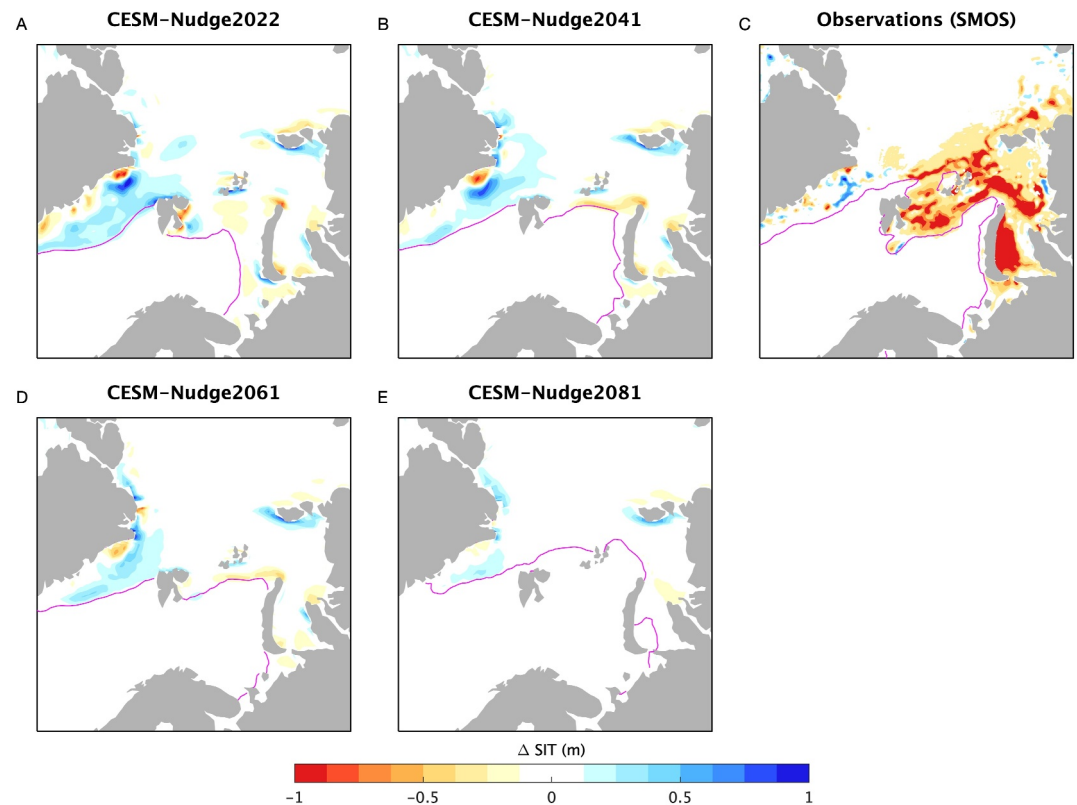 A CESM−Nudge2022
B CESM−Nudge2041
C Observations (SMOS)
D CESM−Nudge2061
E CESM−Nudge2081
Δ SIT (m)
−1 −0.5 0 0.5 1